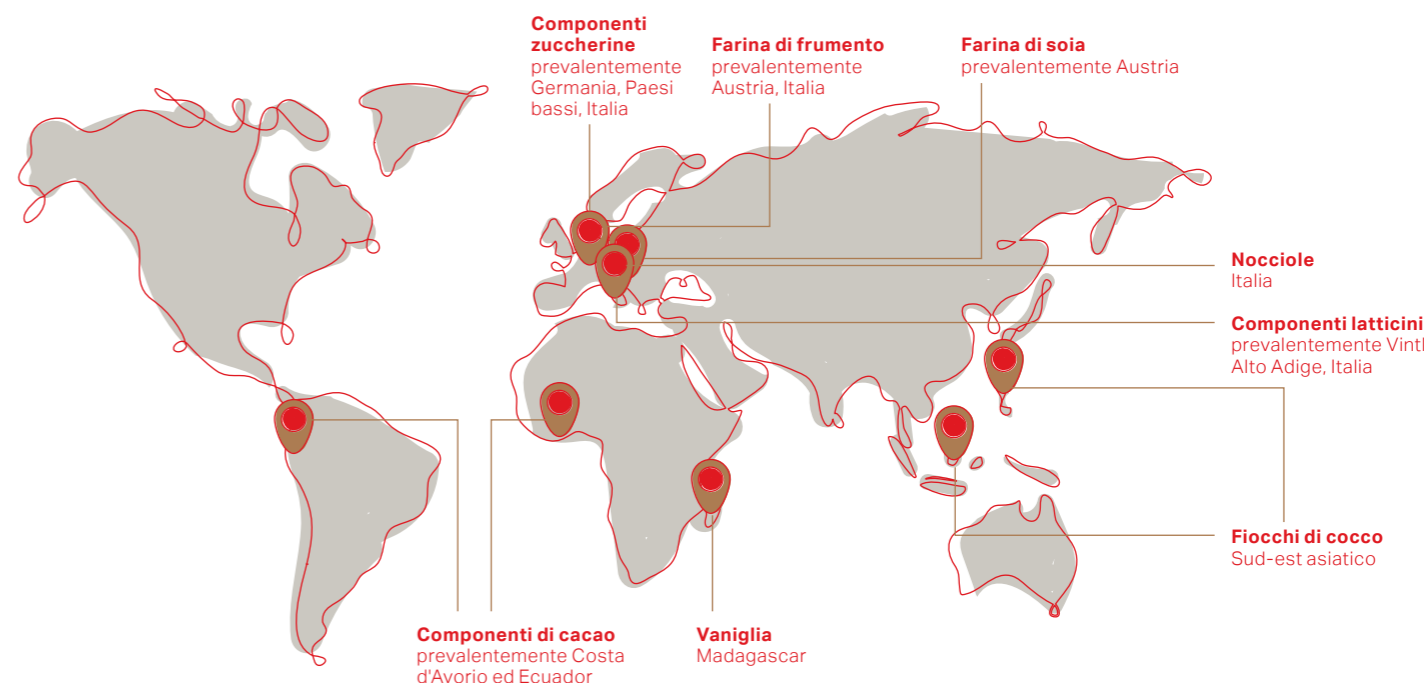 Componenti
zuccherine
prevalentemente
Germania, Paesi
bassi, Italia
Farina di frumento
prevalentemente
Austria, Italia
Farina di soia
prevalentemente Austria
Nocciole
Italia
Componenti latticini
prevalentemente Vintl
Alto Adige, Italia
Fiocchi di cocco
Sud-est asiatico
Componenti di cacao
prevalentemente Costa
d'Avorio ed Ecuador
Vaniglia
Madagascar